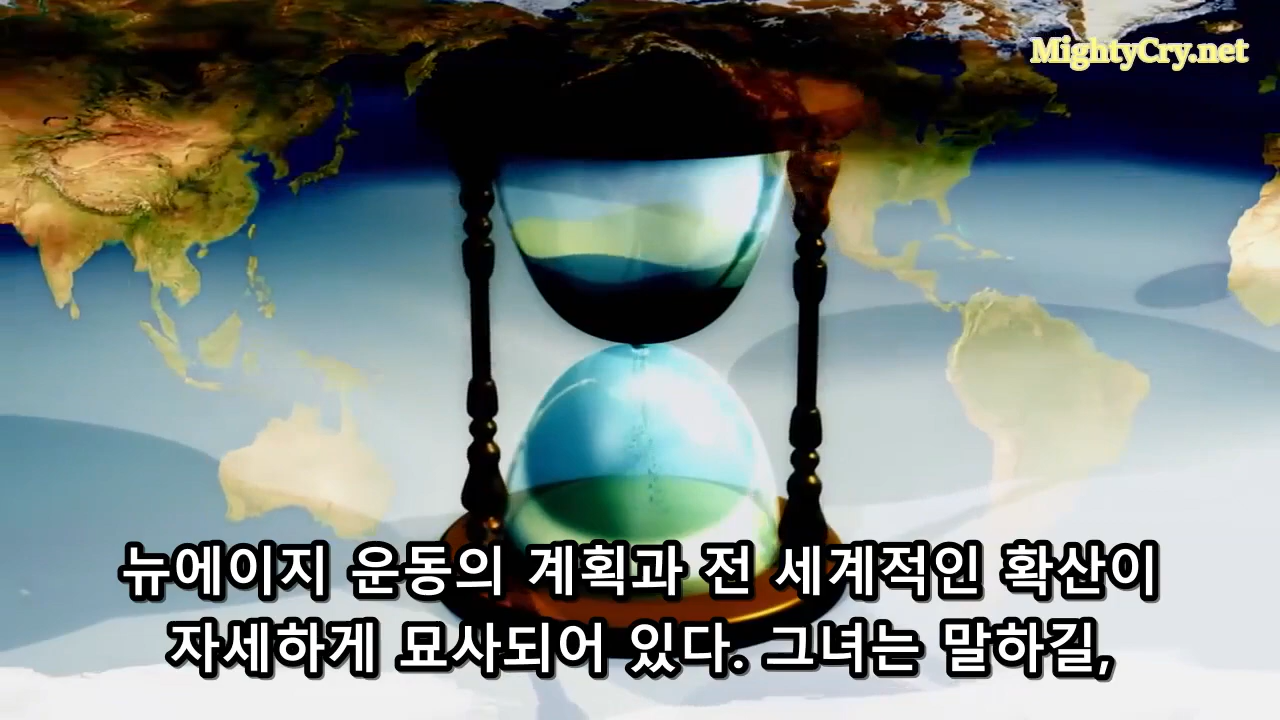 MightyCry.net
뉴에이지 운동의 계획과 전 세계적인 확산이
자세하게 묘사되어 있다. 그녀는 말하길,